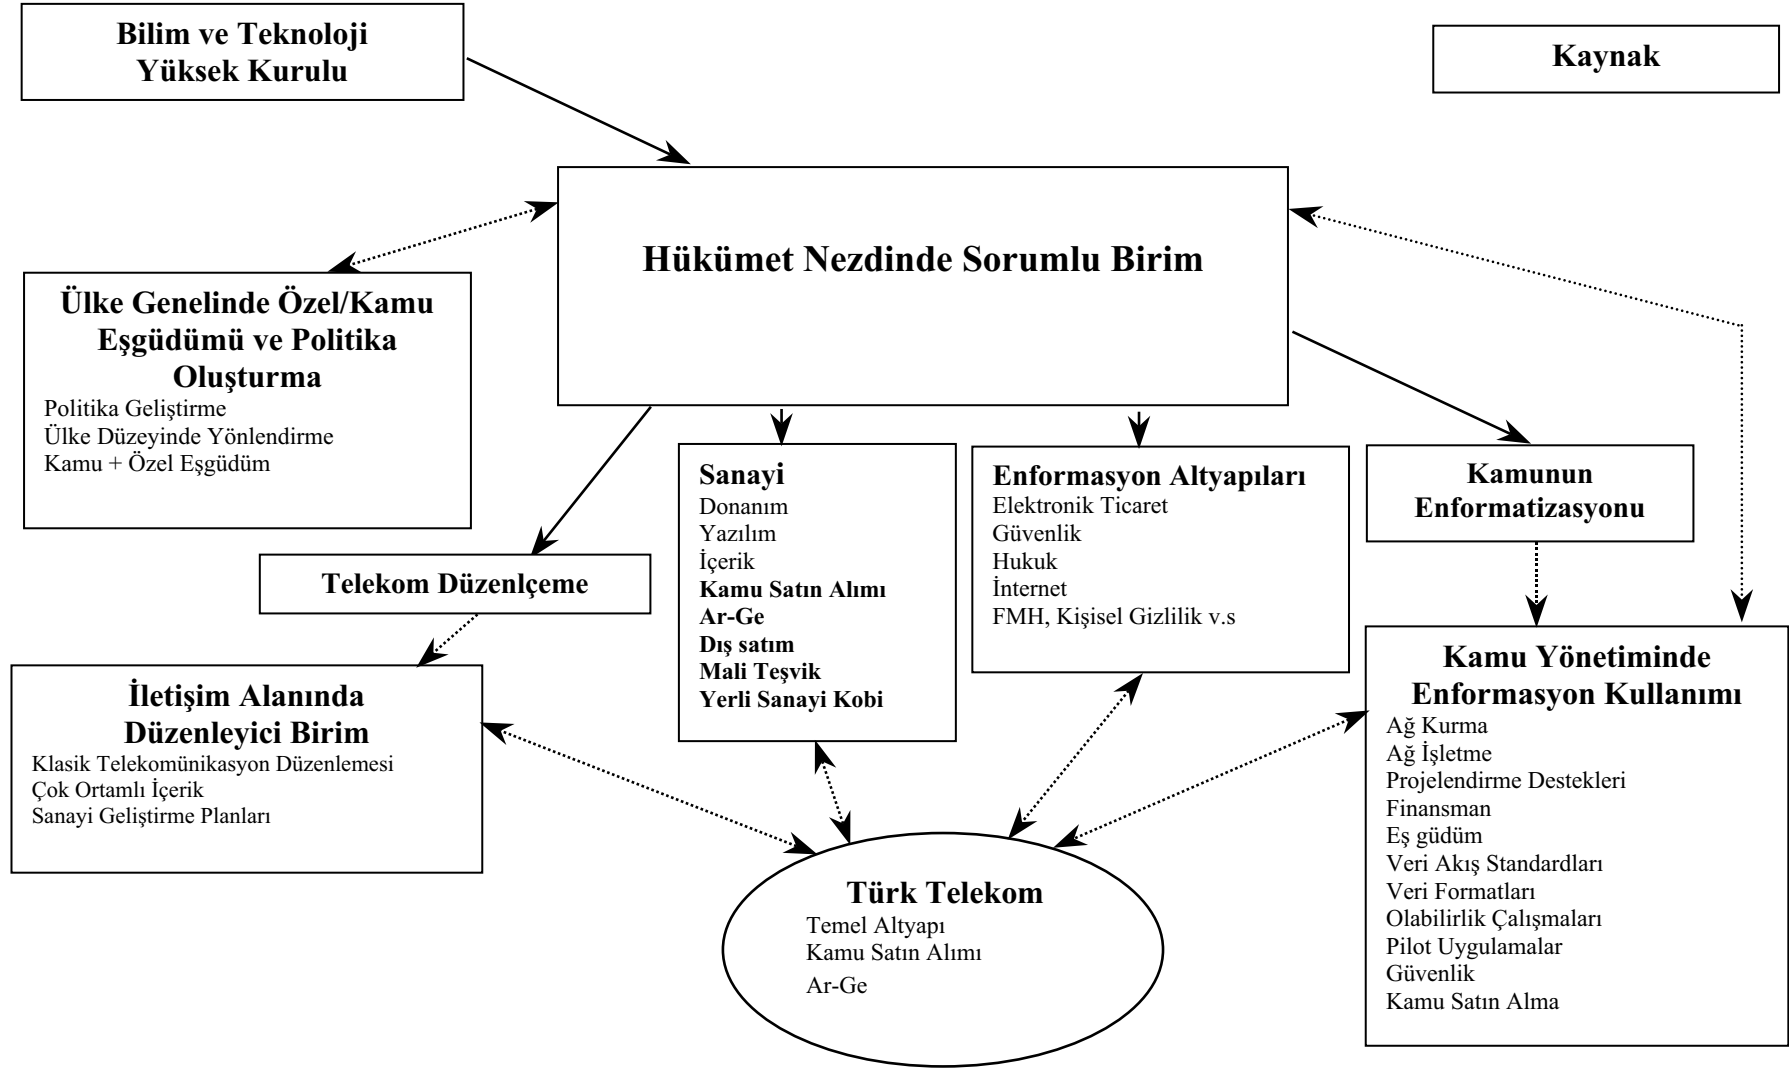 Bilim ve Teknoloji
Yüksek Kurulu
Kaynak
Hükümet Nezdinde Sorumlu Birim
Ülke Genelinde Özel/Kamu
Eşgüdümü ve Politika
Oluşturma
Politika Geliştirme
Ülke Düzeyinde Yönlendirme
Kamu + Özel Eşgüdüm
Telekom Düzenlçeme
Sanayi
Donanım
Yazılım
İçerik
Kamu Satın Alımı
Ar-Ge
Dış satım
Mali Teşvik
Yerli Sanayi Kobi
Enformasyon Altyapıları
Elektronik Ticaret
Güvenlik
Hukuk
İnternet
FMH, Kişisel Gizlilik v.s
Kamunun
Enformatizasyonu
İletişim Alanında
Düzenleyici Birim
Klasik Telekomünikasyon Düzenlemesi
Çok Ortamlı İçerik
Sanayi Geliştirme Planları
Türk Telekom
Temel Altyapı
Kamu Satın Alımı
Ar-Ge
Kamu Yönetiminde
Enformasyon Kullanımı
Ağ Kurma
Ağ İşletme
Projelendirme Destekleri
Finansman
Eş güdüm
Veri Akış Standardları
Veri Formatları
Olabilirlik Çalışmaları
Pilot Uygulamalar
Güvenlik
Kamu Satın Alma